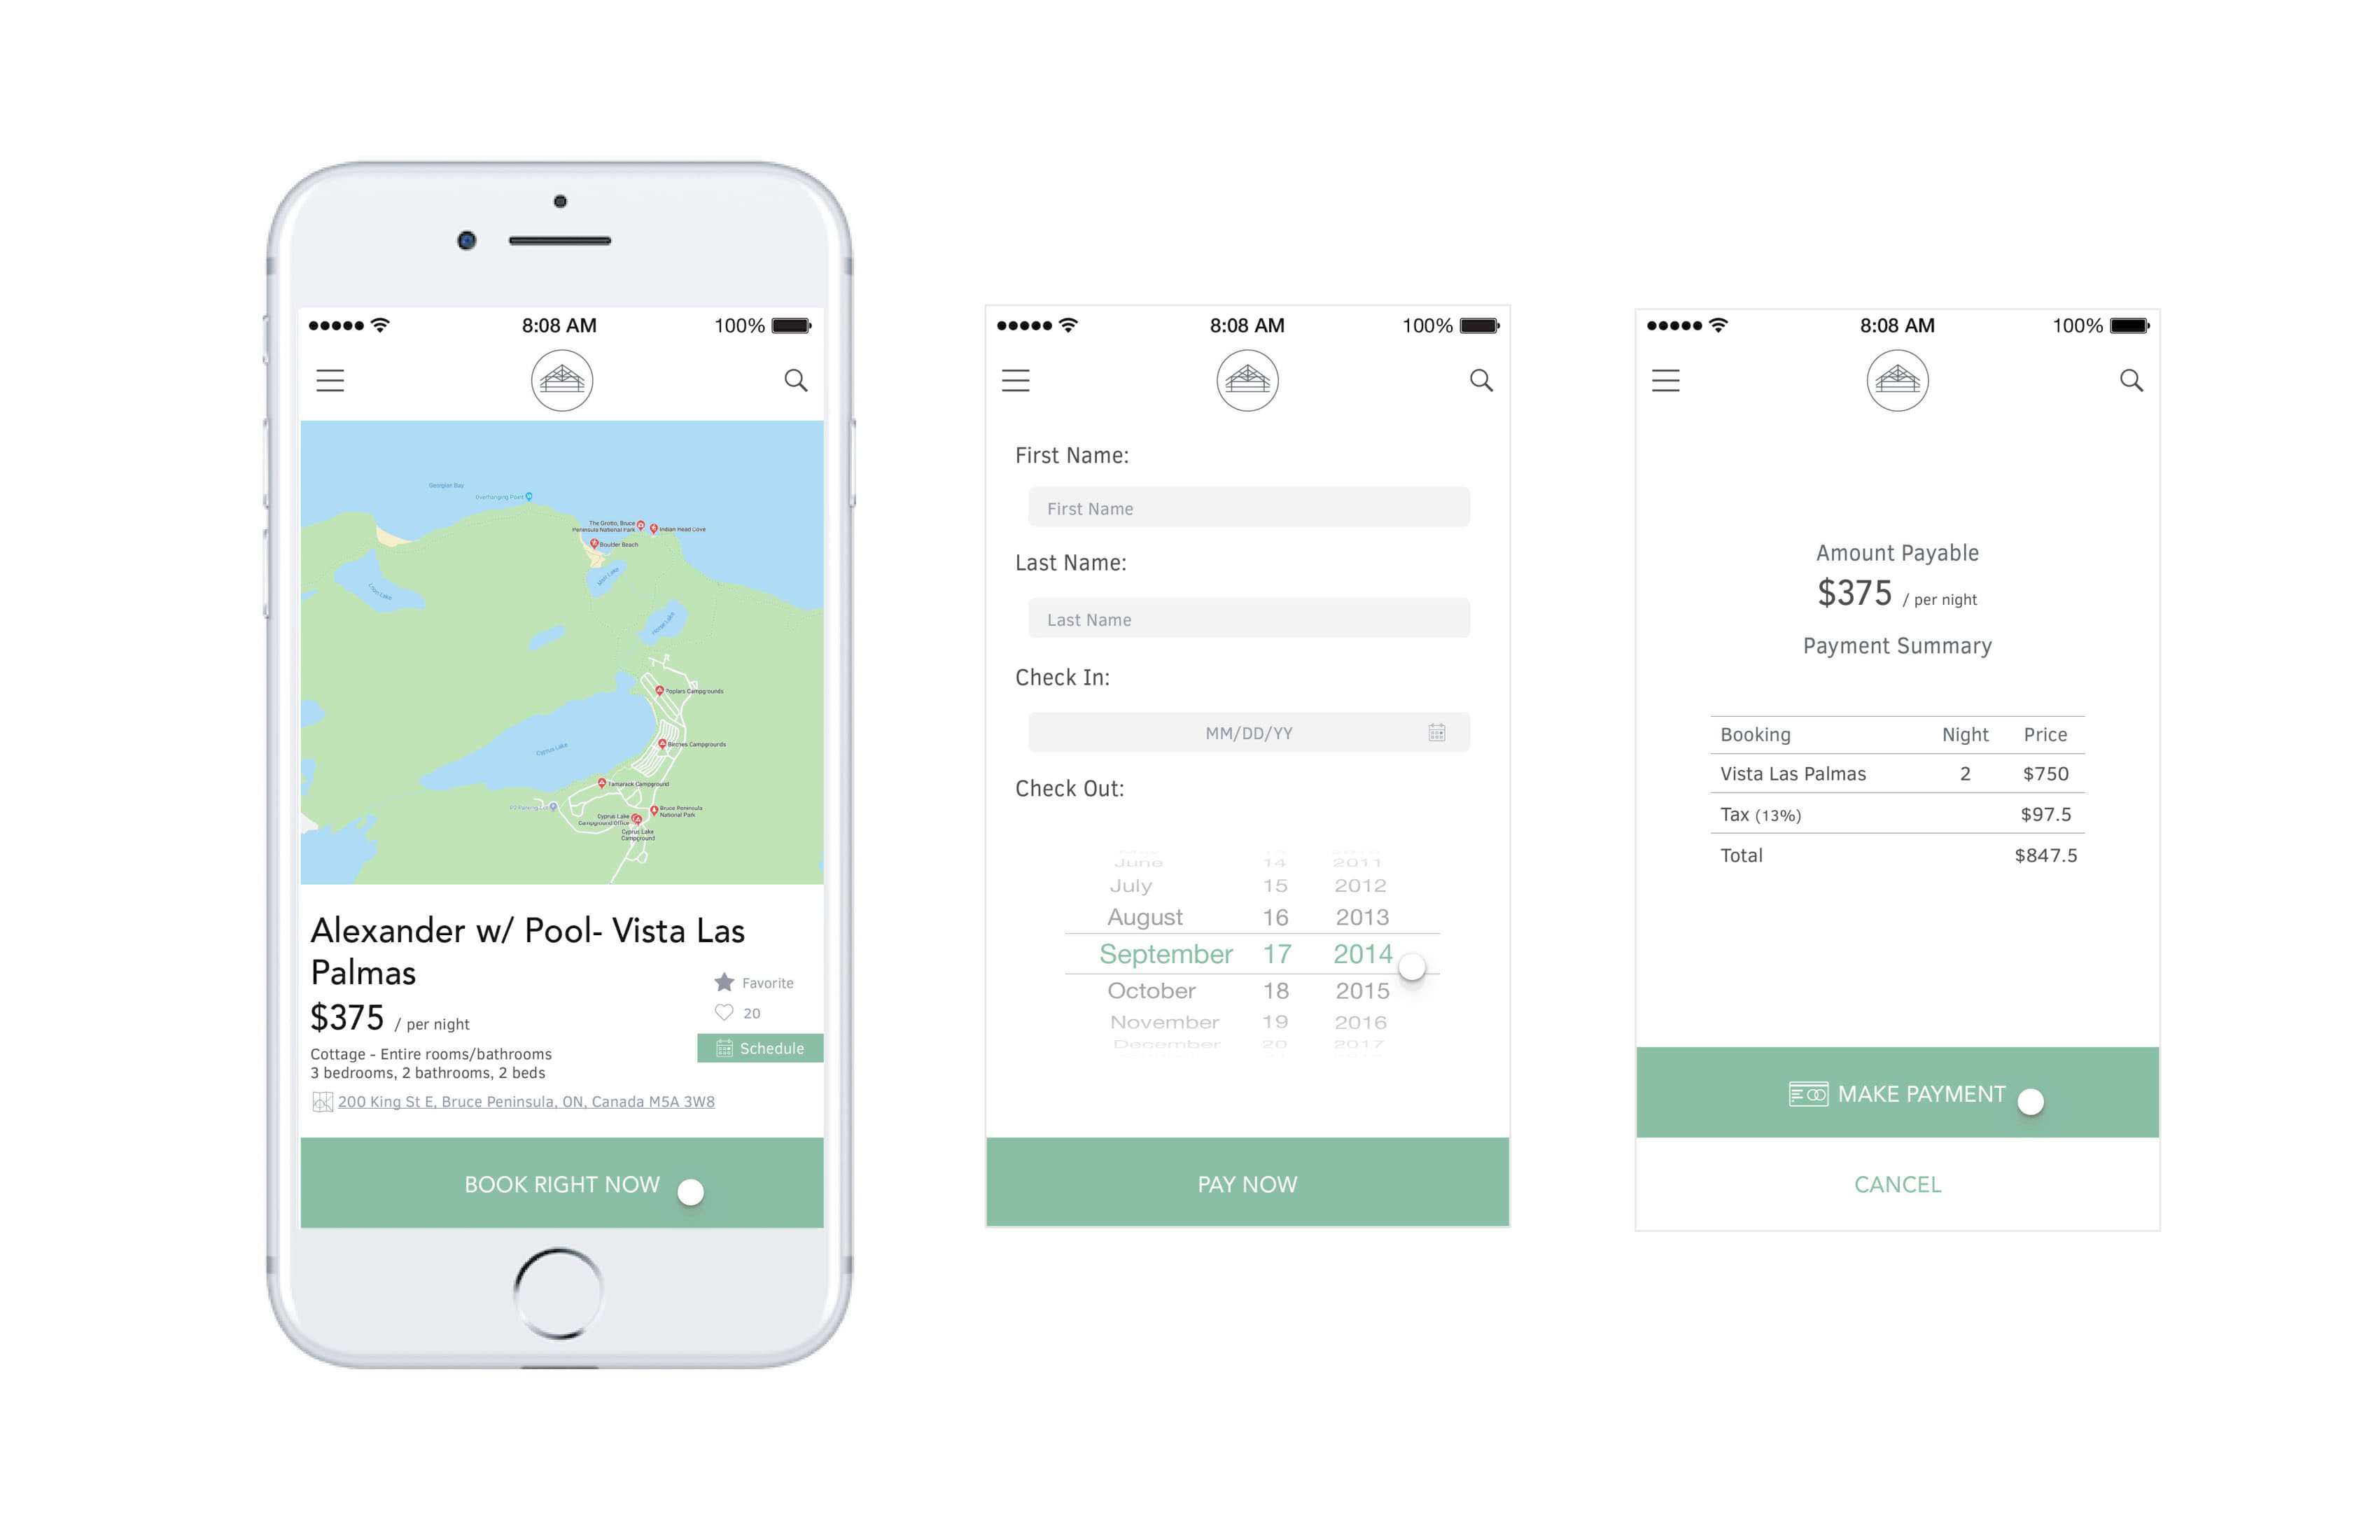 8:08 AM
100%
Georgian Bay
Overhanging Point
The Grotto, Bruce
Peninsula National Park
Indian Head Cove
Boulder Beach
Marr Lake
Horse Lake
Poplars Campgrounds
Birches Campgrounds
Cyprus Lake
Tamarack Campground
Bruce Peninsula
National Park
Cyprus Lake
Campground Office
Cyprus Lake
Campground
Alexander w/ Pool- Vista Las
Palmas
Favorite
$375 / per night
20
Schedule
Cottage - Entire rooms/bathrooms
3 bedrooms, 2 bathrooms, 2 beds
200 King St E, Bruce Peninsula, ON, Canada M5A 3W8
BOOK RIGHT NOW
8:08 AM
100%
First Name:
First Name
Last Name:
Last Name
Check In:
MM/DD/YY
Check Out:
June 14 2011
July 15 2012
August 16 2013
September 17 2014
October 18 2015
November 19 2016
December 20 2017
PAY NOW
8:08 AM
100%
Amount Payable
$375 / per night
Payment Summary
Booking Night Price
Vista Las Palmas 2 $750
Tax (13%) $97.5
Total $847.5
MAKE PAYMENT
CANCEL